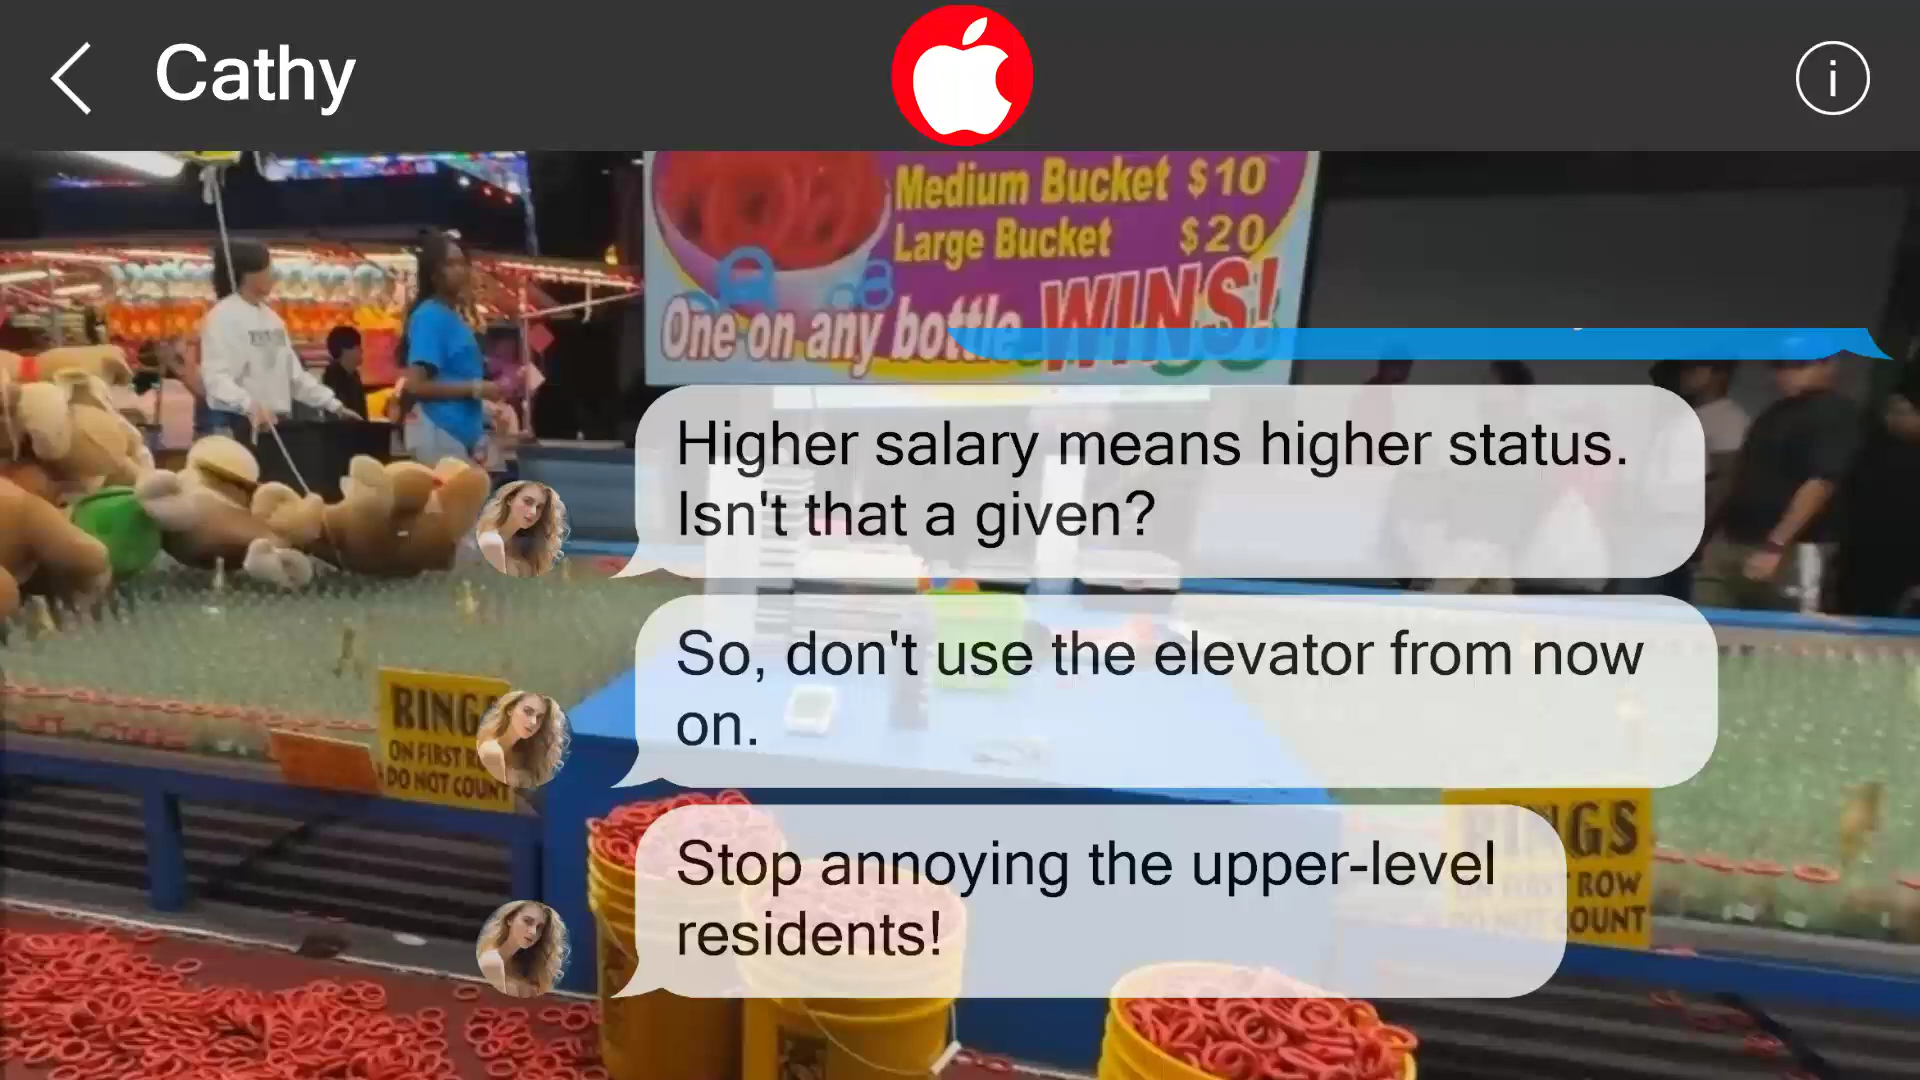 Cathy
i
Medium Bucket $10
Large Bucket $20
One on any bottle WINS!
Higher salary means higher status.
Isn't that a given?
So, don't use the elevator from now
on.
Stop annoying the upper-level
residents!
RINGS
ON FIRST
DO NOT COUNT
RINGS
ROW
COUNT